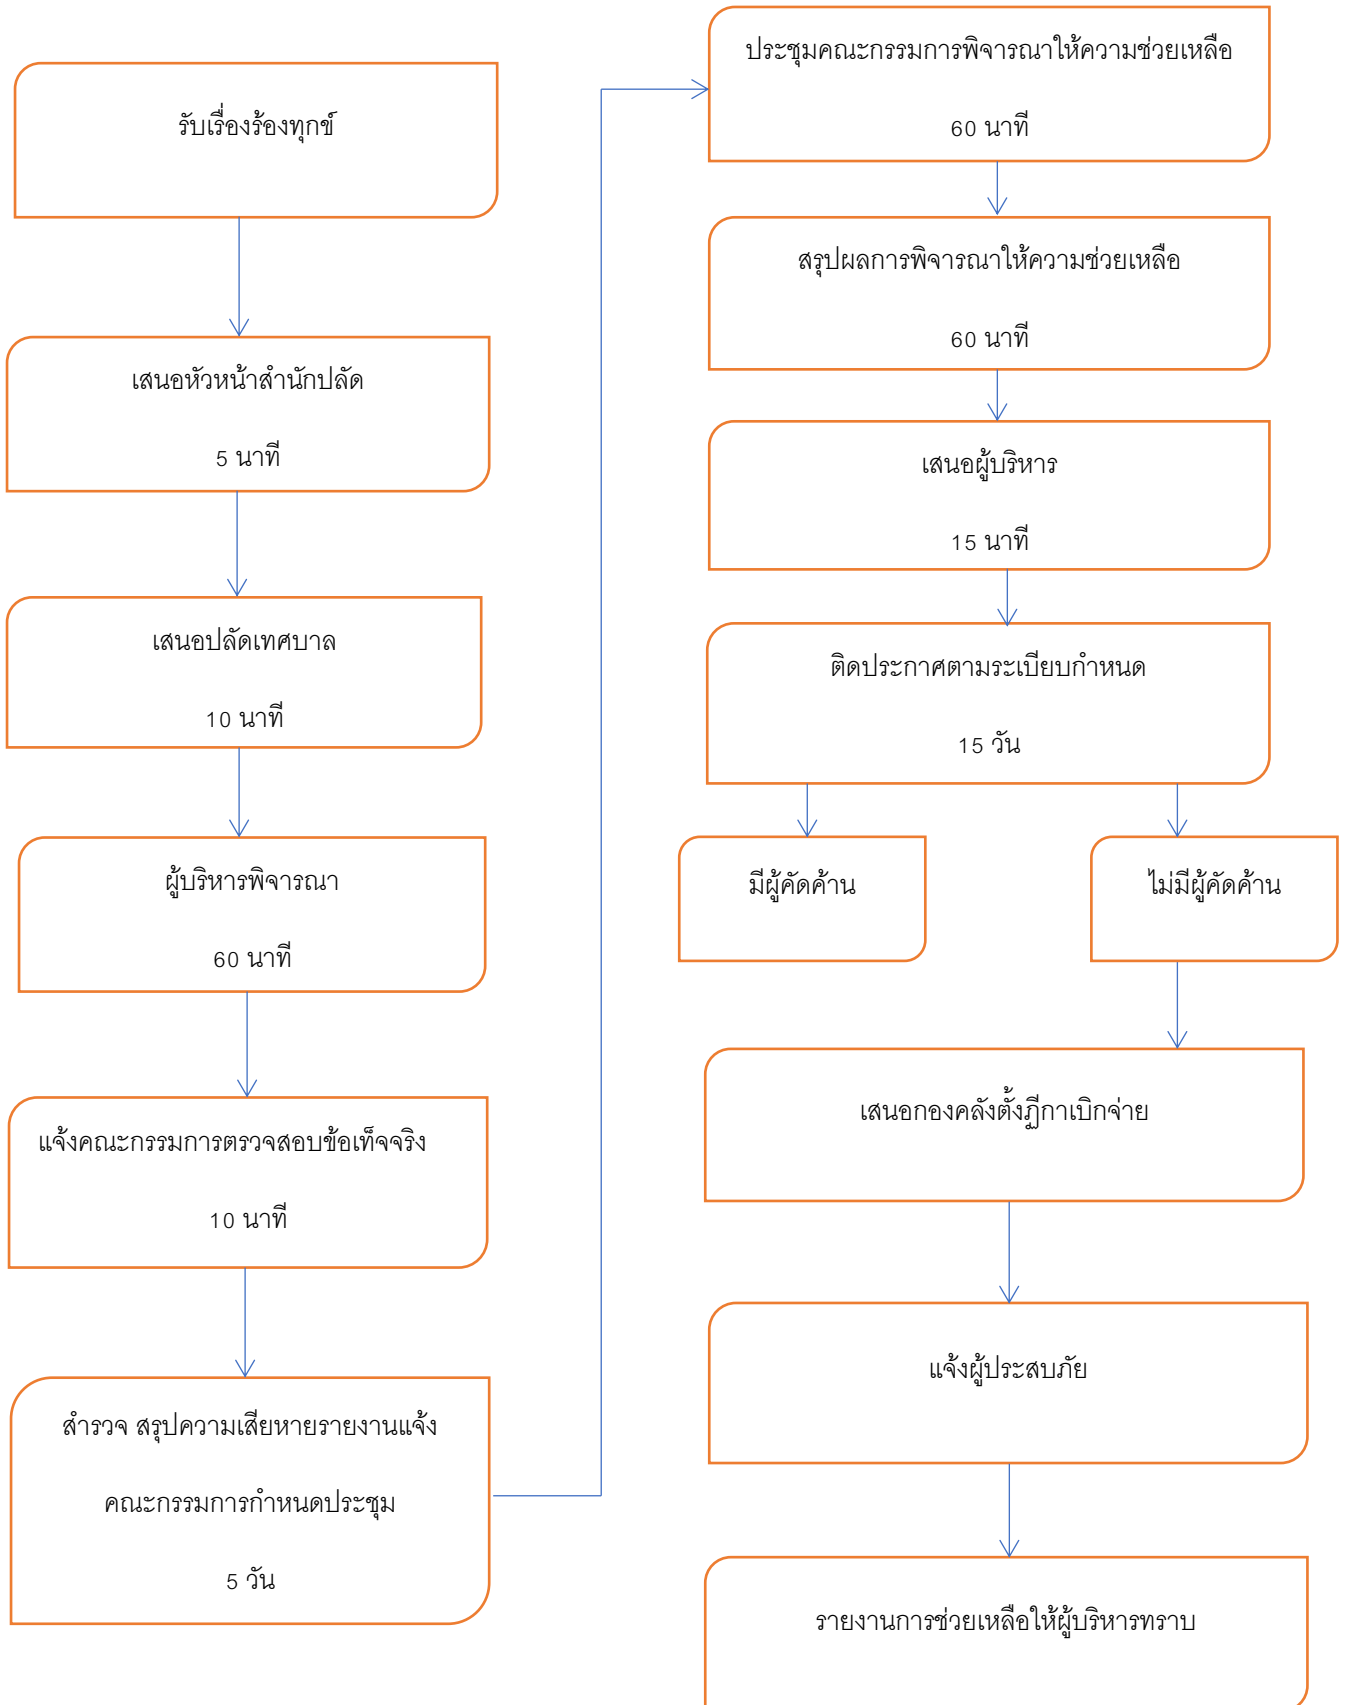 รับเรื่องร้องทุกข์
เสนอหัวหน้าสำนักปลัด
5 นาที
เสนอปลัดเทศบาล
10 นาที
ผู้บริหารพิจารณา
60 นาที
แจ้งคณะกรรมการตรวจสอบข้อเท็จจริง
10 นาที
สำรวจ สรุปความเสียหายรายงานแจ้ง
คณะกรรมการกำหนดประชุม
5 วัน
ประชุมคณะกรรมการพิจารณาให้ความช่วยเหลือ
60 นาที
สรุปผลการพิจารณาให้ความช่วยเหลือ
60 นาที
เสนอผู้บริหาร
15 นาที
ติดประกาศตามระเบียบกำหนด
15 วัน
มีผู้คัดค้าน
ไม่มีผู้คัดค้าน
เสนอกองคลังตั้งฏีกาเบิกจ่าย
แจ้งผู้ประสบภัย
รายงานการช่วยเหลือให้ผู้บริหารทราบ